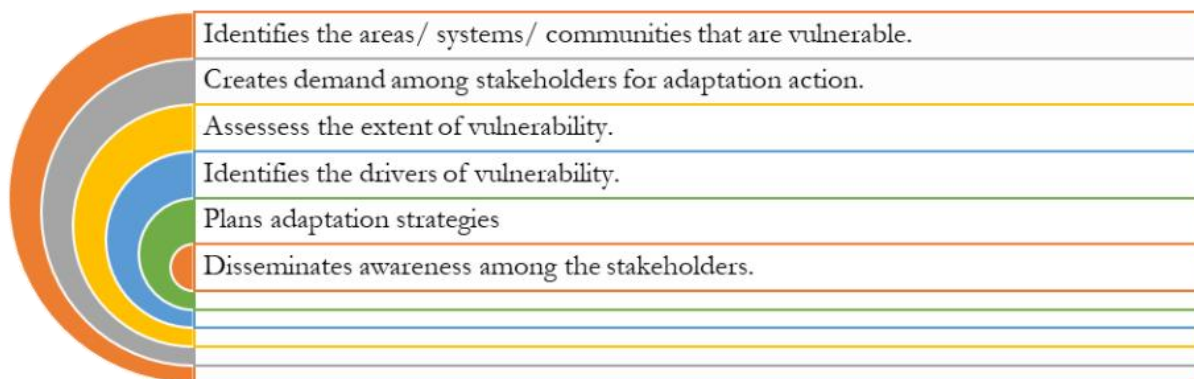 Identifies the areas/ systems/ communities that are vulnerable.
Creates demand among stakeholders for adaptation action.
Assessess the extent of vulnerability.
Identifies the drivers of vulnerability.
Plans adaptation strategies
Disseminates awareness among the stakeholders.